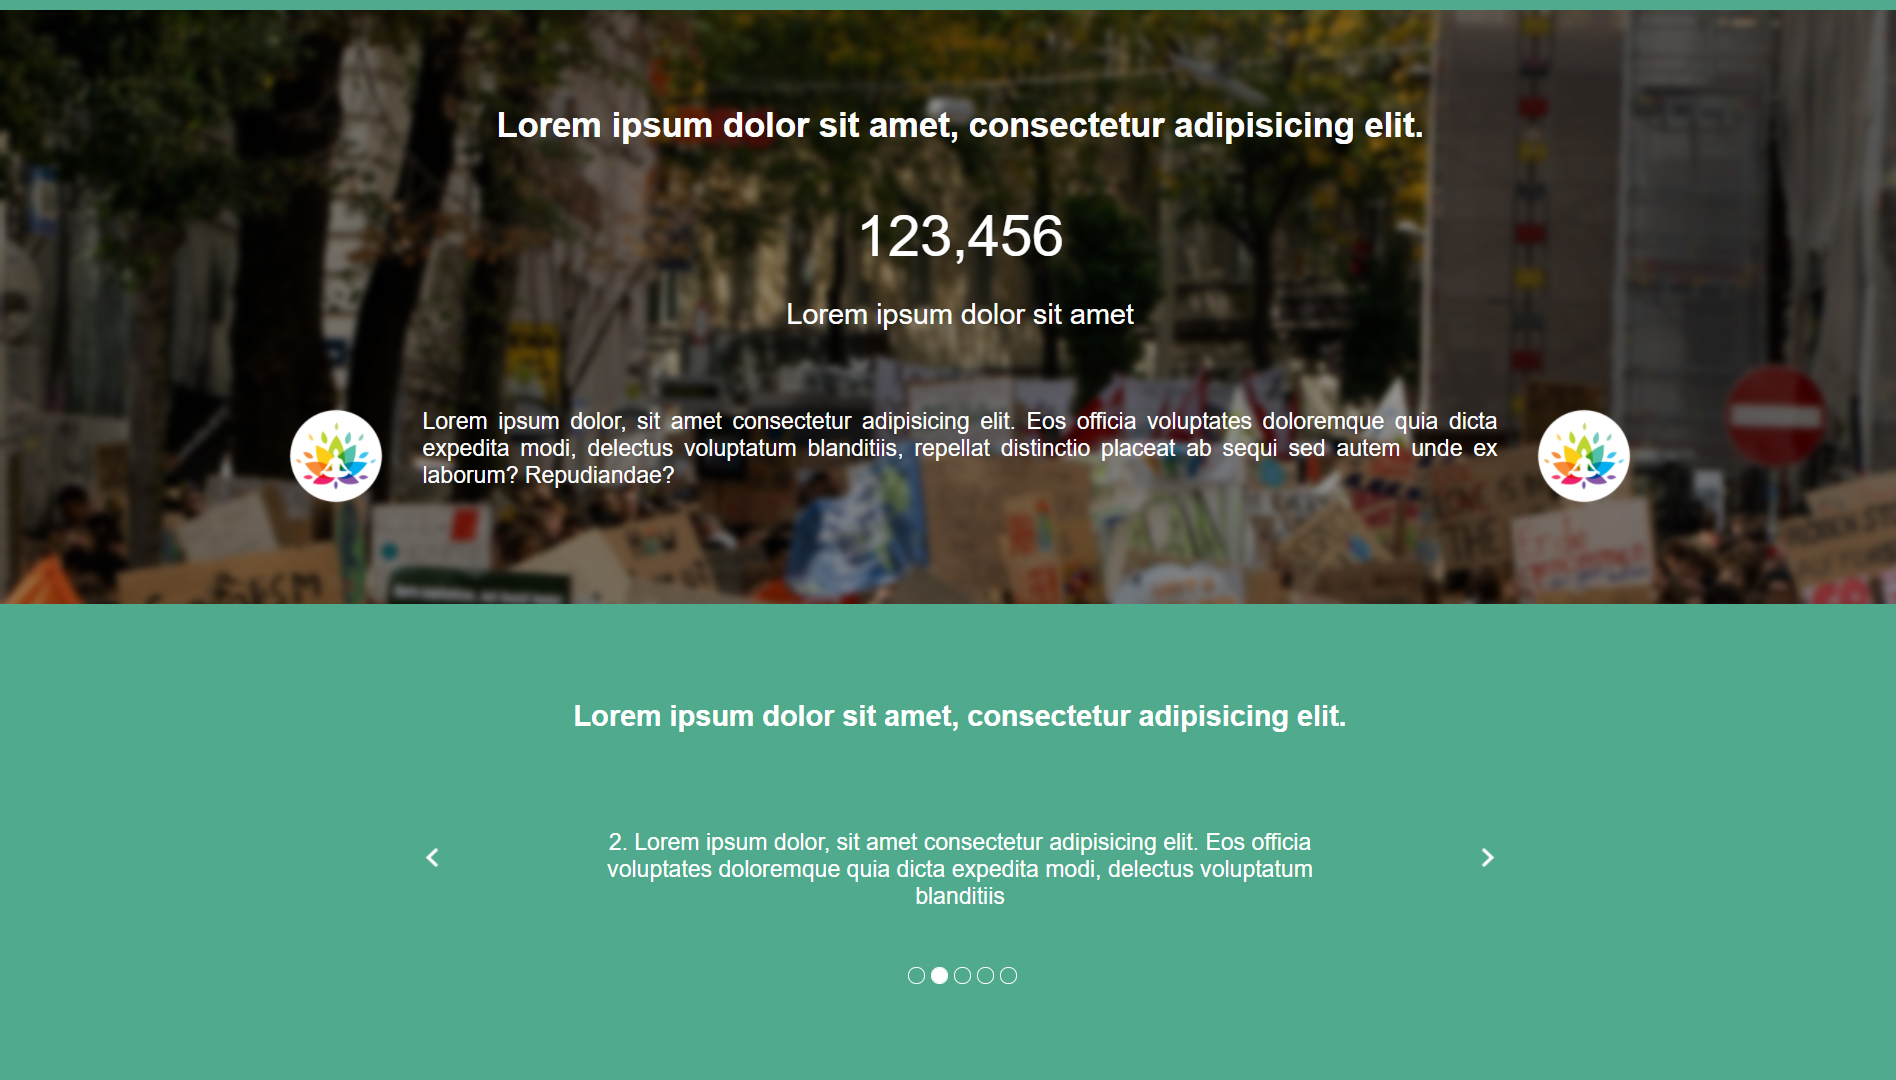 Lorem ipsum dolor sit amet, consectetur adipisicing elit.
123,456
Lorem ipsum dolor sit amet
Lorem ipsum dolor, sit amet consectetur adipisicing elit. Eos officia voluptates doloremque quia dicta
expedita modi, delectus voluptatum blanditiis, repellat distinctio placeat ab sequi sed autem unde ex
laborum? Repudiandae?
Lorem ipsum dolor sit amet, consectetur adipisicing elit.
2. Lorem ipsum dolor, sit amet consectetur adipisicing elit. Eos officia
voluptates doloremque quia dicta expedita modi, delectus voluptatum
blanditiis